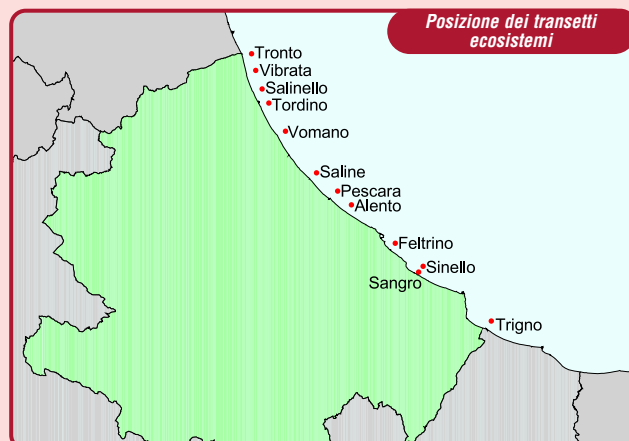 Posizione dei transetti
ecosistemi
Tronto
Vibrata
Salinello
Tordino
Vomano
Saline
Pescara
Alento
Feltrino
Sinello
Sangro
Trigno